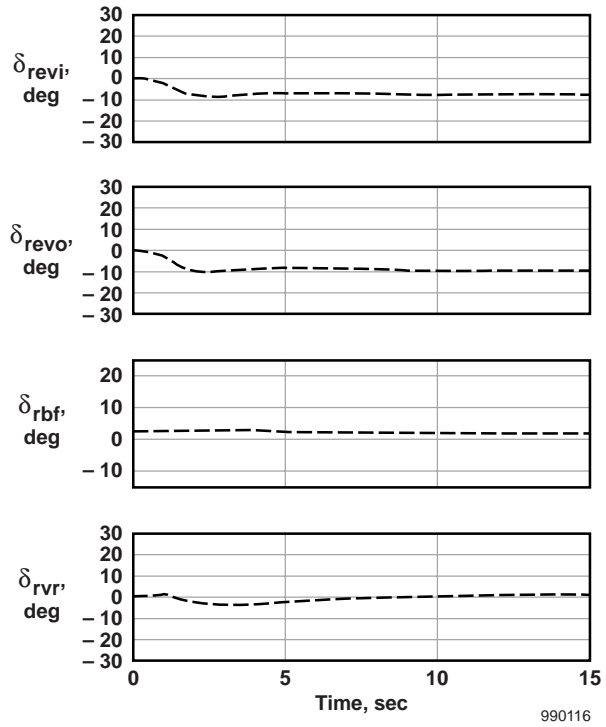 30
20
10
0
– 10
– 20
– 30
δrevi,
deg
30
20
10
0
– 10
– 20
– 30
δrevo,
deg
20
10
0
– 10
δrbf,
deg
30
20
10
0
– 10
– 20
– 30
δrvr,
deg
0 5 10 15
Time, sec
990116